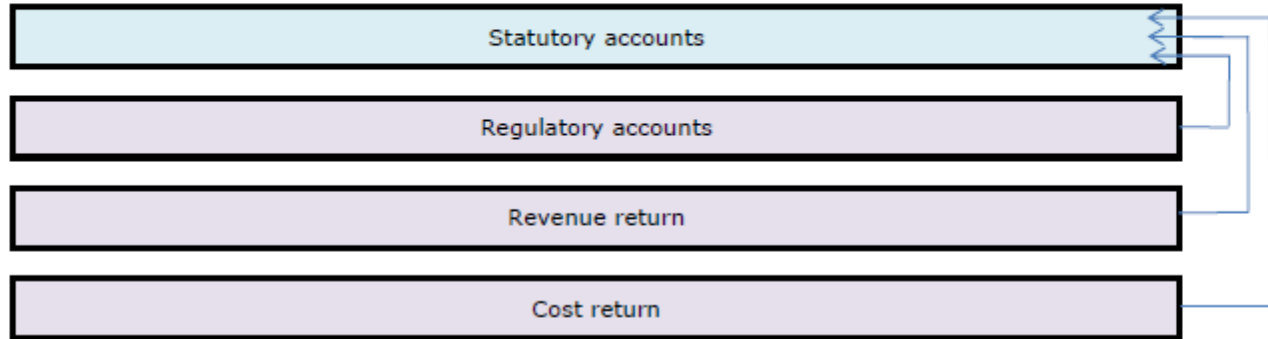 Statutory accounts
Regulatory accounts
Revenue return
Cost return